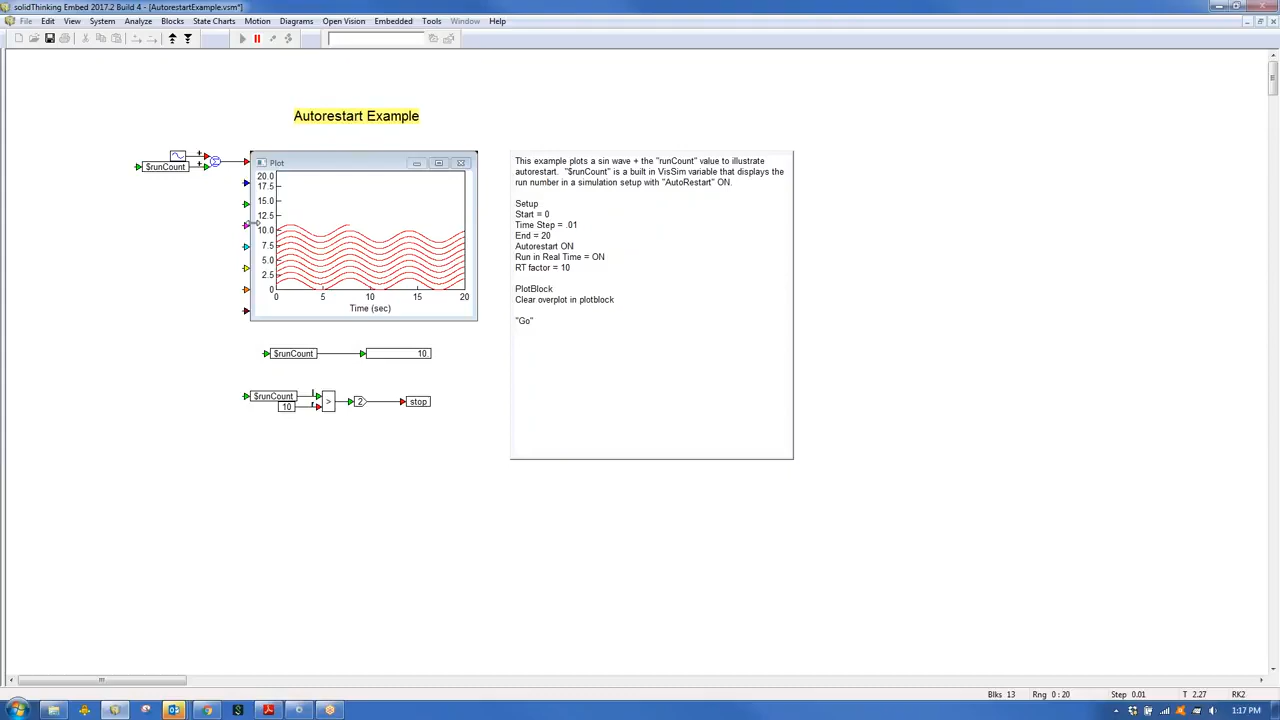 solidThinking Embed 2017.2 Build 4 - [AutorestartExample.vsm*]
File Edit View System Analyze Blocks State Charts Motion Diagrams Open Vision Embedded Tools Window Help
Autorestart Example
$runCount
+
+
Plot
20.0
17.5
15.0
12.5
10.0
7.5
5.0
2.5
0
0 5 10 15 20
Time (sec)
This example plots a sin wave + the "runCount" value to illustrate
autorestart. "$runCount" is a built in VisSim variable that displays the
run number in a simulation setup with "AutoRestart" ON.
Setup
Start = 0
Time Step = .01
End = 20
Autorestart ON
Run in Real Time = ON
RT factor = 10
PlotBlock
Clear overplot in plotblock
"Go"
$runCount 10.
$runCount l
10 r > 2 stop
Blks 13 Rng 0 : 20 Step 0.01 T 2.27 RK2
1:17 PM